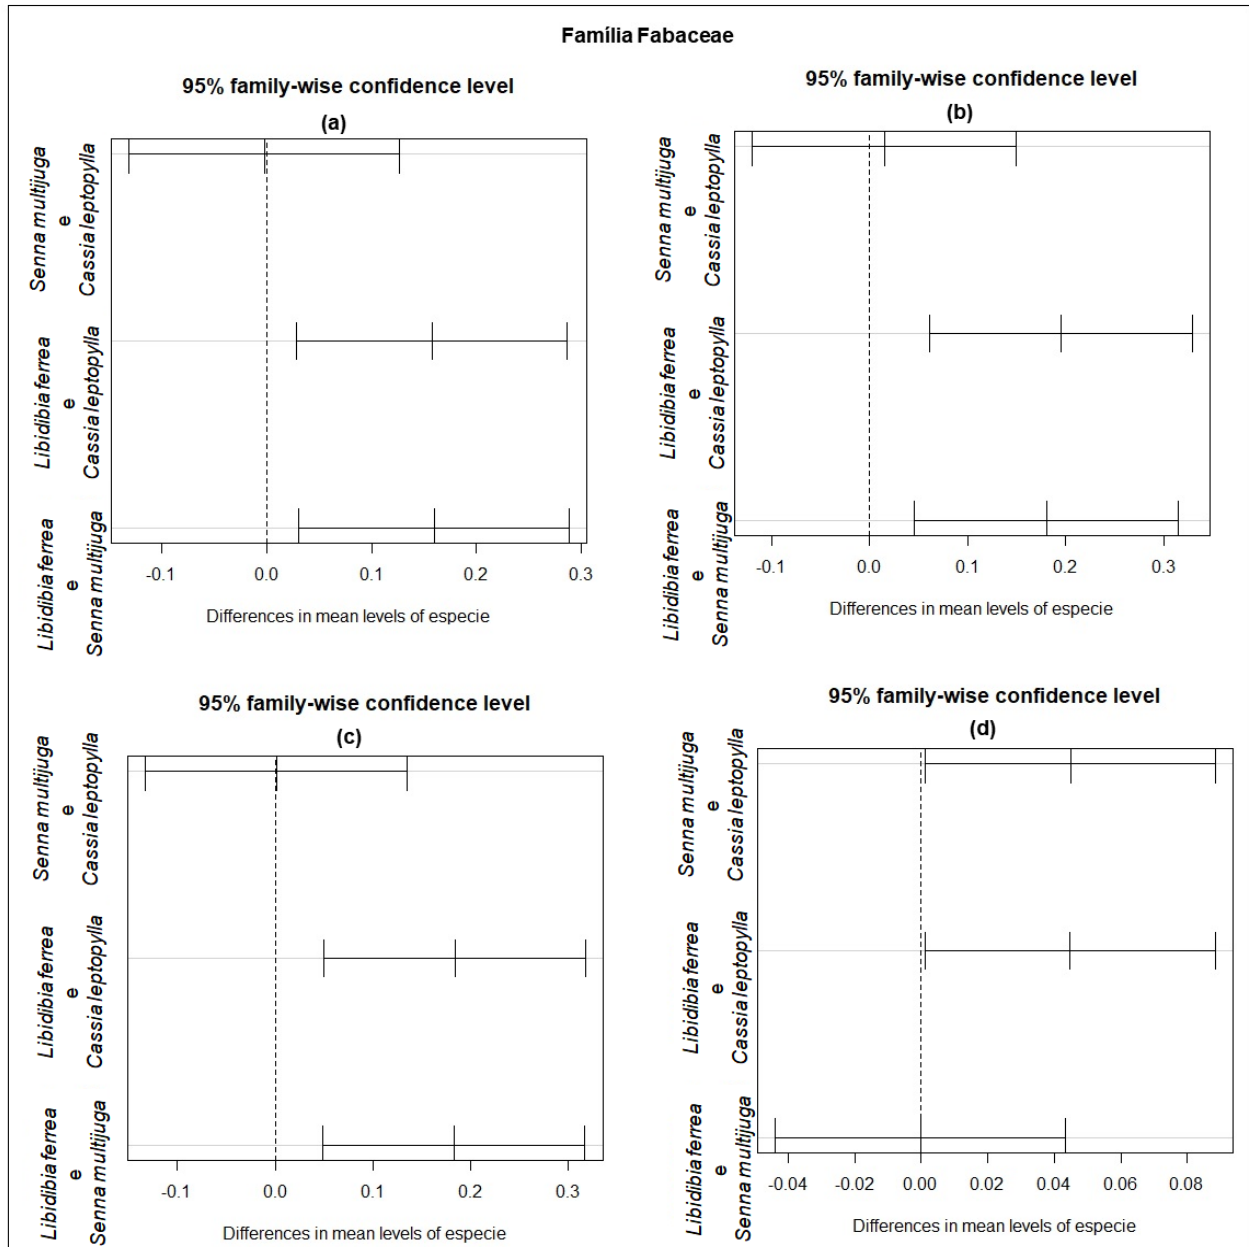 Família Fabaceae
95% family-wise confidence level
(a)
Senna multijuga
e
Cassia leptopylla
Libidibia ferrea
e
Cassia leptopylla
Libidibia ferrea
e
Senna multijuga
-0.1 0.0 0.1 0.2 0.3
Differences in mean levels of especie
95% family-wise confidence level
(b)
Senna multijuga
e
Cassia leptopylla
Libidibia ferrea
e
Cassia leptopylla
Libidibia ferrea
e
Senna multijuga
-0.1 0.0 0.1 0.2 0.3
Differences in mean levels of especie
95% family-wise confidence level
(c)
Senna multijuga
e
Cassia leptopylla
Libidibia ferrea
e
Cassia leptopylla
Libidibia ferrea
e
Senna multijuga
-0.1 0.0 0.1 0.2 0.3
Differences in mean levels of especie
95% family-wise confidence level
(d)
Senna multijuga
e
Cassia leptopylla
Libidibia ferrea
e
Cassia leptopylla
Libidibia ferrea
e
Senna multijuga
-0.04 -0.02 0.00 0.02 0.04 0.06 0.08
Differences in mean levels of especie